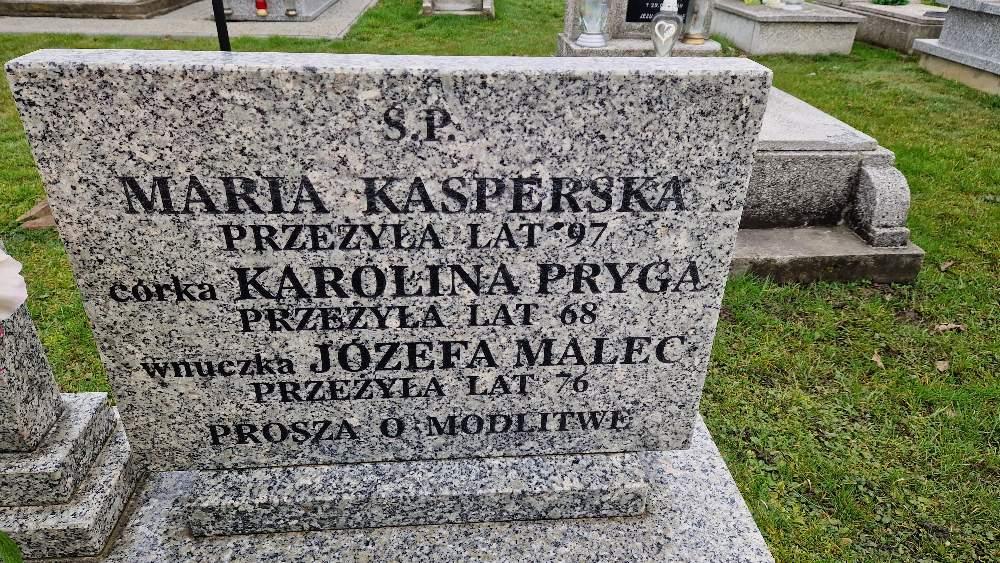 Ś.P.
MARIA KASPERSKA
PRZEŻYŁA LAT 97
córka KAROLINA PRYGA
PRZEŻYŁA LAT 68
wnuczka JÓZEFA MALEC
PRZEŻYŁA LAT 76
PROSZĄ O MODLITWĘ